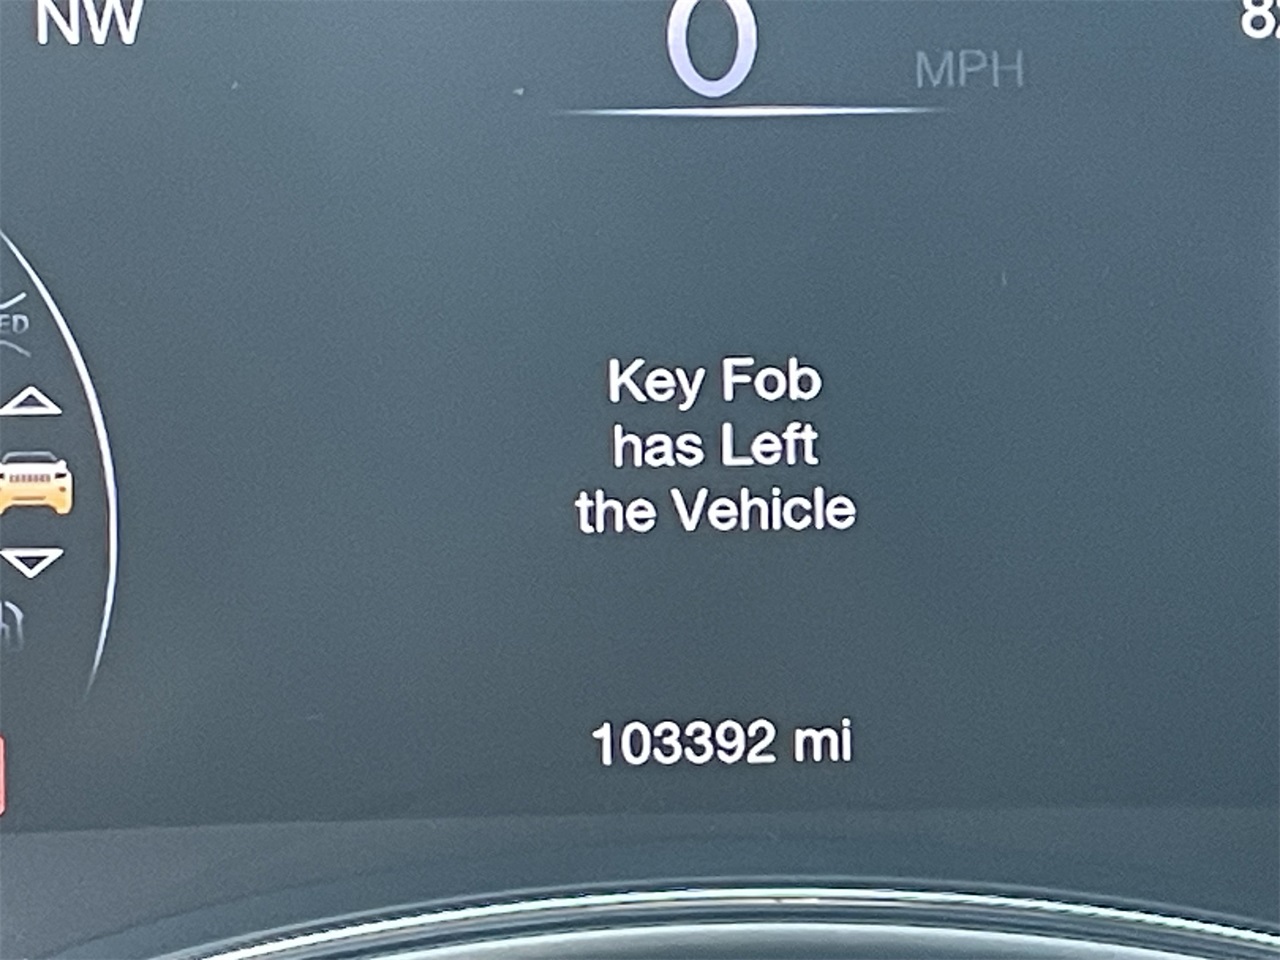 NW
0
MPH
Key Fob
has Left
the Vehicle
103392 mi